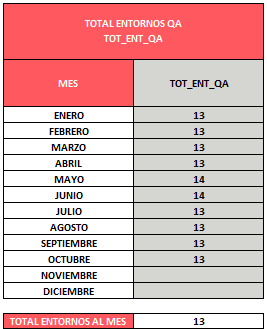 TOTAL ENTORNOS QA
TOT_ENT_QA
MES TOT_ENT_QA
ENERO 13
FEBRERO 13
MARZO 13
ABRIL 13
MAYO 14
JUNIO 14
JULIO 13
AGOSTO 13
SEPTIEMBRE 13
OCTUBRE 13
NOVIEMBRE
DICIEMBRE
TOTAL ENTORNOS AL MES 13